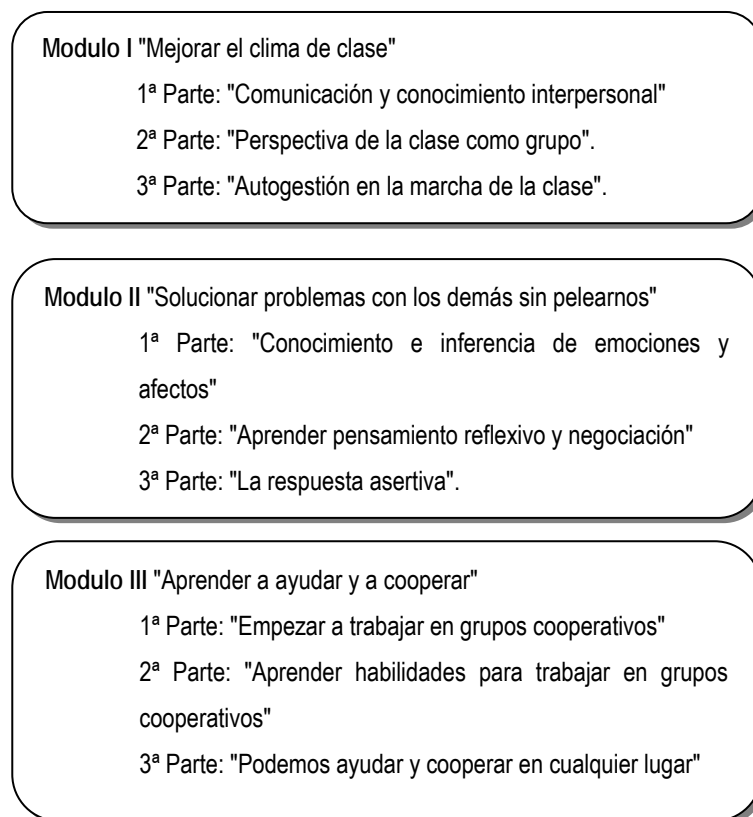 Modulo I "Mejorar el clima de clase"
1ª Parte: "Comunicación y conocimiento interpersonal"
2ª Parte: "Perspectiva de la clase como grupo".
3ª Parte: "Autogestión en la marcha de la clase".
Modulo II "Solucionar problemas con los demás sin pelearnos"
1ª Parte: "Conocimiento e inferencia de emociones y
afectos"
2ª Parte: "Aprender pensamiento reflexivo y negociación"
3ª Parte: "La respuesta asertiva".
Modulo III "Aprender a ayudar y a cooperar"
1ª Parte: "Empezar a trabajar en grupos cooperativos"
2ª Parte: "Aprender habilidades para trabajar en grupos
cooperativos"
3ª Parte: "Podemos ayudar y cooperar en cualquier lugar"